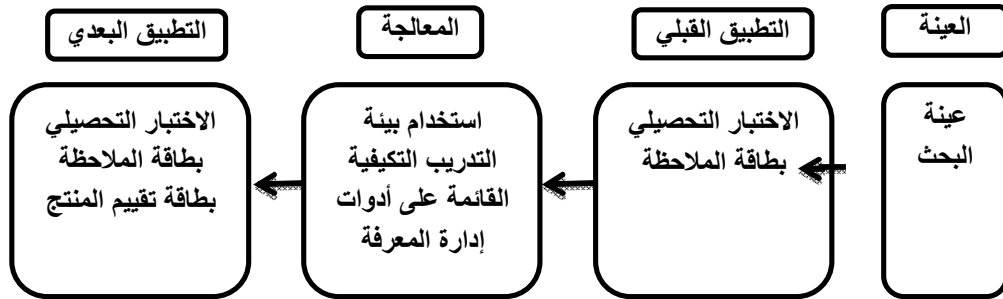 العينة
التطبيق القبلي
المعالجة
التطبيق البعدي
عينة
البحث
الاختبار التحصيلي
بطاقة الملاحظة
استخدام بيئة
التدريب التكيفية
القائمة على أدوات
إدارة المعرفة
الاختبار التحصيلي
بطاقة الملاحظة
بطاقة تقييم المنتج